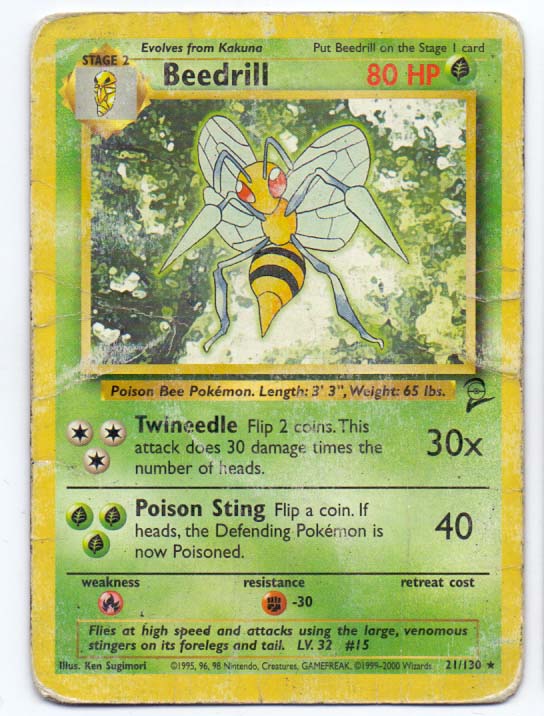 Evolves from Kakuna
Put Beedrill on the Stage 1 card
STAGE 2
Beedrill
80 HP
Poison Bee Pokémon. Length: 3' 3", Weight: 65 lbs.
Twineedle Flip 2 coins. This
attack does 30 damage times the
number of heads.
30x
Poison Sting Flip a coin. If
heads, the Defending Pokémon is
now Poisoned.
40
weakness
resistance
retreat cost
-30
Flies at high speed and attacks using the large, venomous
stingers on its forelegs and tail. LV. 32 #15
Illus. Ken Sugimori
©1995, 96, 98 Nintendo, Creatures, GAMEFREAK. ©1999-2000 Wizards.
21/130 ★